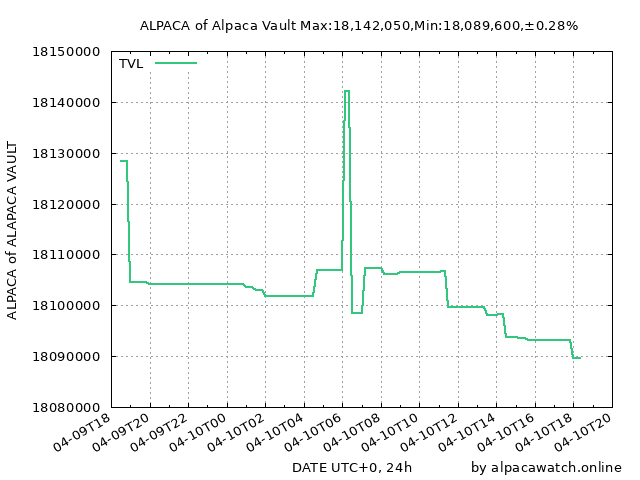 ALPACA of Alpaca Vault Max:18,142,050,Min:18,089,600,±0.28%
TVL
18150000
18140000
18130000
18120000
18110000
18100000
18090000
18080000
ALPACA of ALAPACA VAULT
04-09T18
04-09T20
04-09T22
04-10T00
04-10T02
04-10T04
04-10T06
04-10T08
04-10T10
04-10T12
04-10T14
04-10T16
04-10T18
04-10T20
DATE UTC+0, 24h
by alpacawatch.online